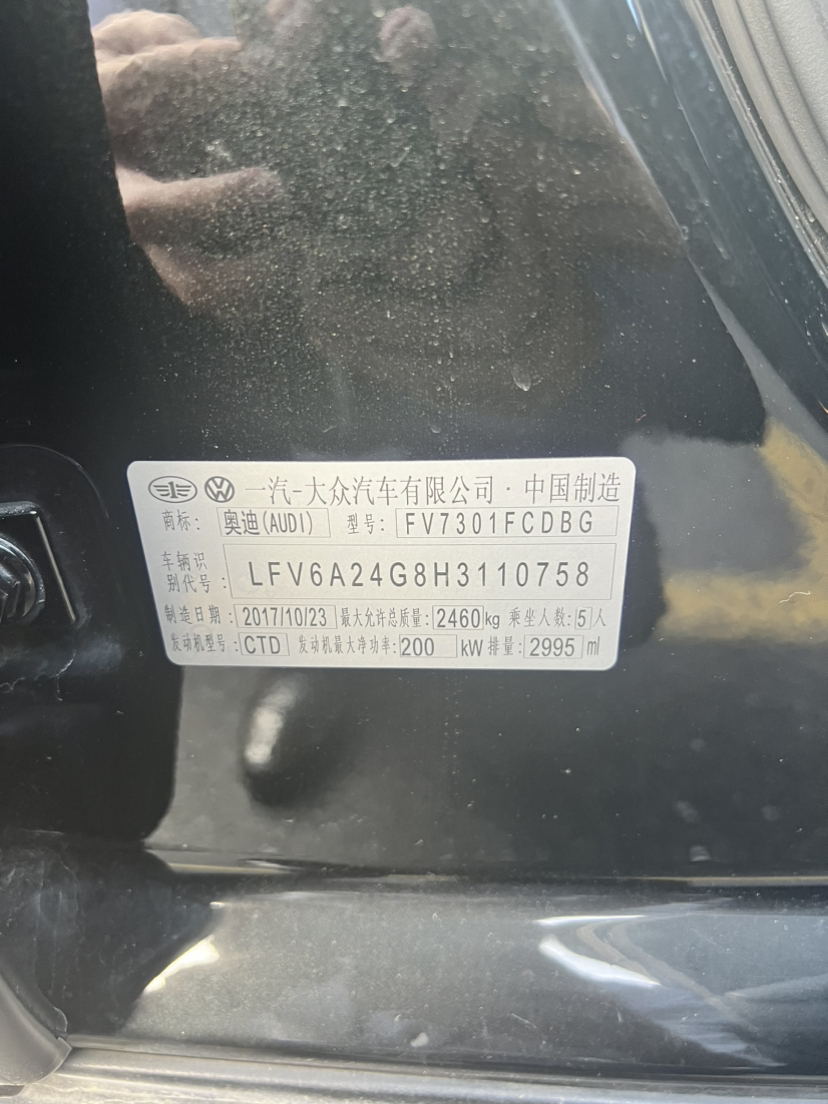 一汽-大众汽车有限公司·中国制造
商标: 奥迪(AUDI) 型号: FV7301FCDBG
车辆识别代号: LFV6A24G8H3110758
制造日期: 2017/10/23 最大允许总质量: 2460kg 乘坐人数: 5人
发动机型号: CTD 发动机最大净功率: 200 kW 排量: 2995 ml